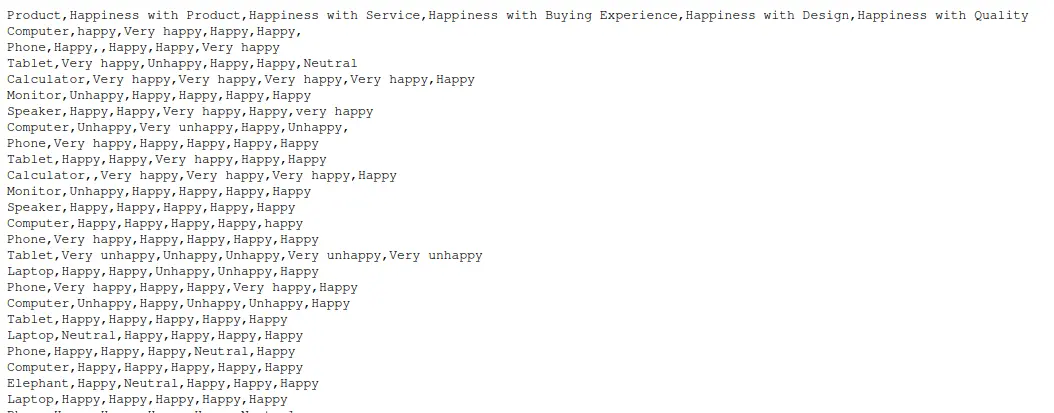 Product,Happiness with Product,Happiness with Service,Happiness with Buying Experience,Happiness with Design,Happiness with Quality
Computer,happy,Very happy,Happy,Happy,
Phone,Happy,,Happy,Happy,Very happy
Tablet,Very happy,Unhappy,Happy,Happy,Neutral
Calculator,Very happy,Very happy,Very happy,Very happy,Happy
Monitor,Unhappy,Happy,Happy,Happy,Happy
Speaker,Happy,Happy,Very happy,Happy,very happy
Computer,Unhappy,Very unhappy,Happy,Unhappy,
Phone,Very happy,Happy,Happy,Happy,Happy
Tablet,Happy,Happy,Very happy,Happy,Happy
Calculator,,Very happy,Very happy,Very happy,Happy
Monitor,Unhappy,Happy,Happy,Happy,Happy
Speaker,Happy,Happy,Happy,Happy,Happy
Computer,Happy,Happy,Happy,Happy,happy
Phone,Very happy,Happy,Happy,Happy,Happy
Tablet,Very unhappy,Unhappy,Unhappy,Very unhappy,Very unhappy
Laptop,Happy,Happy,Unhappy,Unhappy,Happy
Phone,Very happy,Happy,Happy,Very happy,Happy
Computer,Unhappy,Happy,Unhappy,Unhappy,Happy
Tablet,Happy,Happy,Happy,Happy,Happy
Laptop,Neutral,Happy,Happy,Happy,Happy
Phone,Happy,Happy,Happy,Neutral,Happy
Computer,Happy,Happy,Happy,Happy,Happy
Elephant,Happy,Neutral,Happy,Happy,Happy
Laptop,Happy,Happy,Happy,Happy,Happy